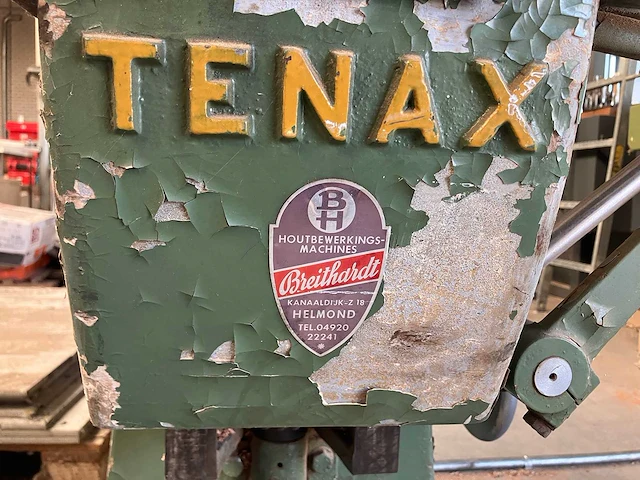 TENAX
BH
HOUTBEWERKINGS-
MACHINES
Breithardt
KANAALDIJK-Z 18
HELMOND
TEL.04920
22241